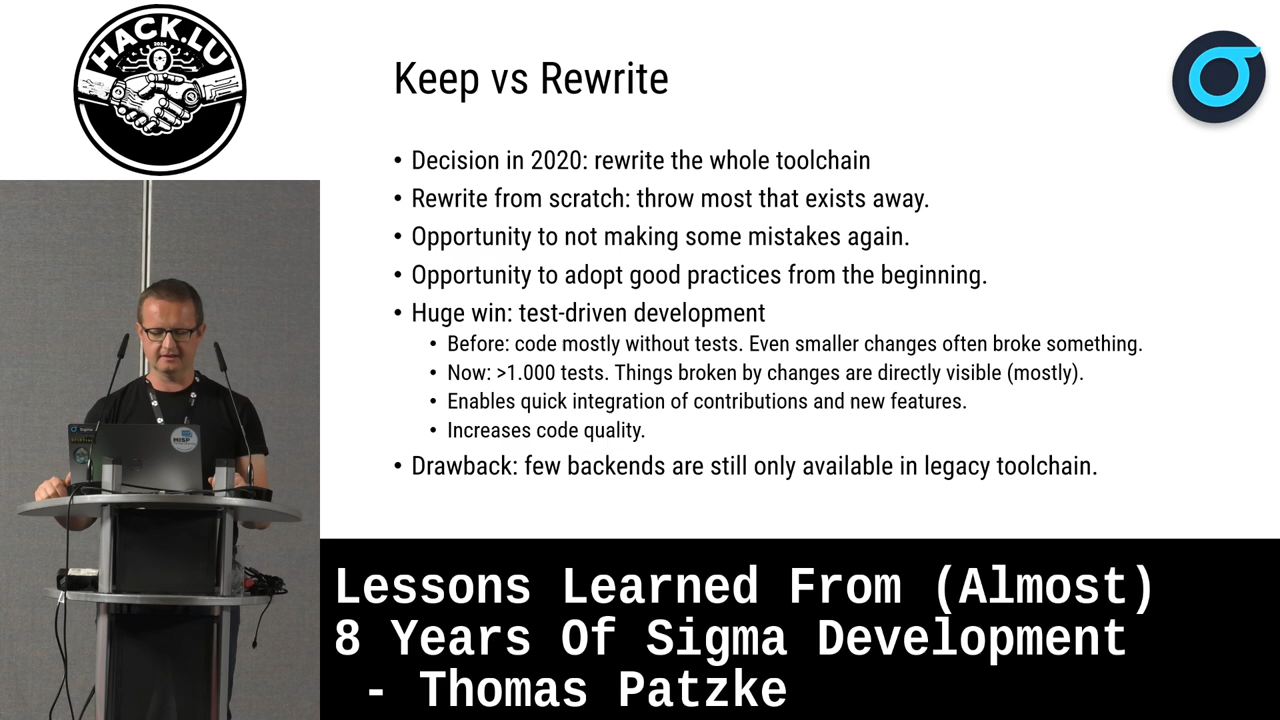 HACK.LU
2024
Keep vs Rewrite
• Decision in 2020: rewrite the whole toolchain
• Rewrite from scratch: throw most that exists away.
• Opportunity to not making some mistakes again.
• Opportunity to adopt good practices from the beginning.
• Huge win: test-driven development
• Before: code mostly without tests. Even smaller changes often broke something.
• Now: >1.000 tests. Things broken by changes are directly visible (mostly).
• Enables quick integration of contributions and new features.
• Increases code quality.
• Drawback: few backends are still only available in legacy toolchain.
Sigma
MISP
Lessons Learned From (Almost)
8 Years Of Sigma Development
- Thomas Patzke